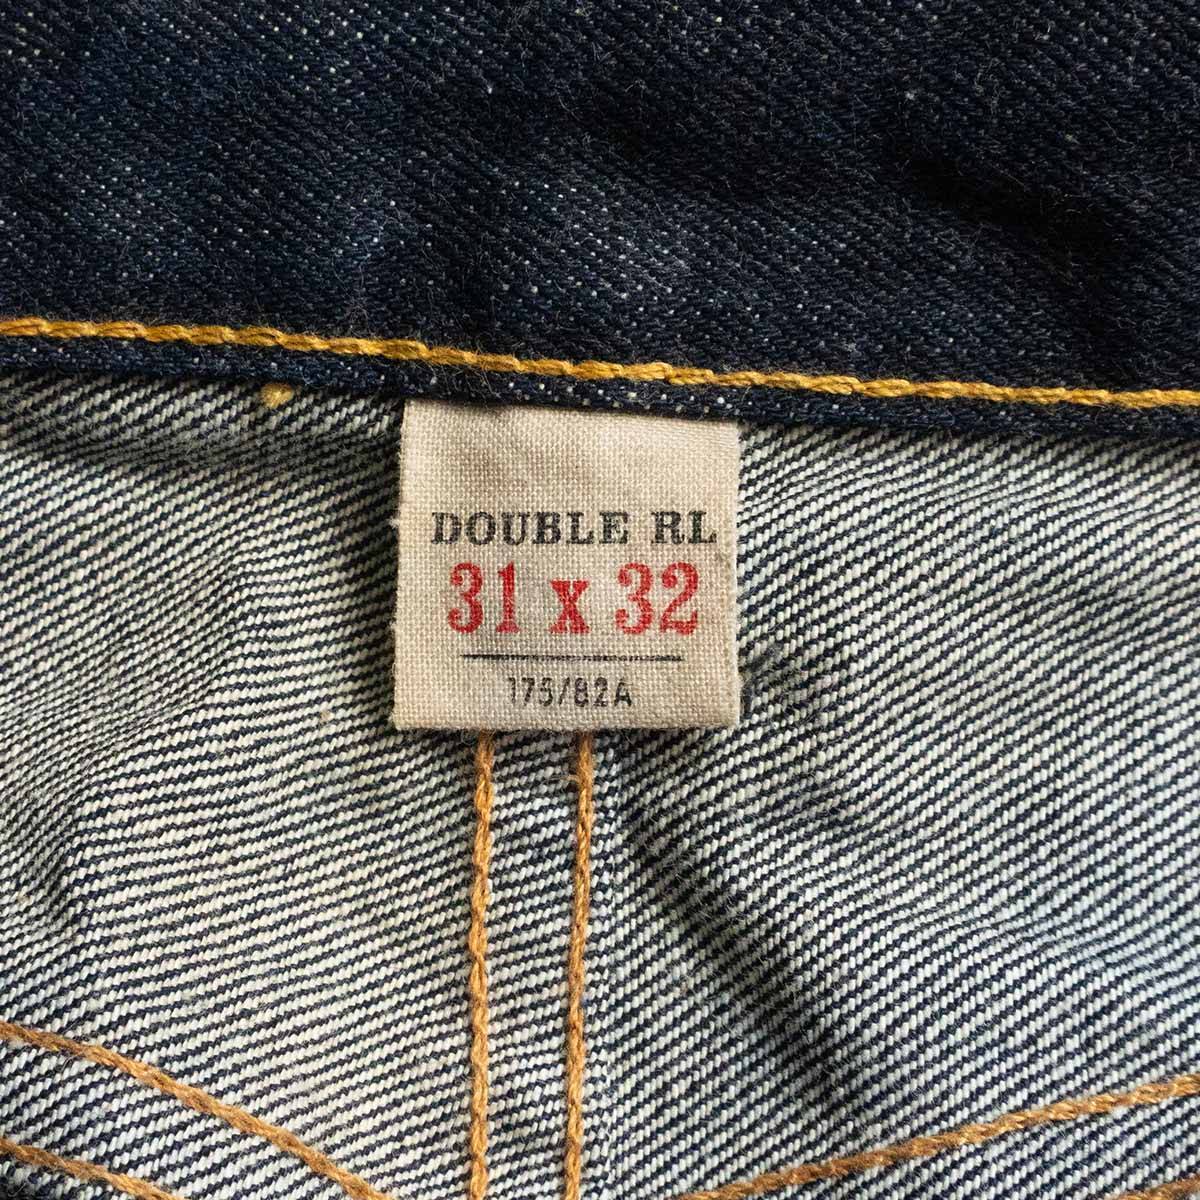 DOUBLE RL
31 x 32
175/82A